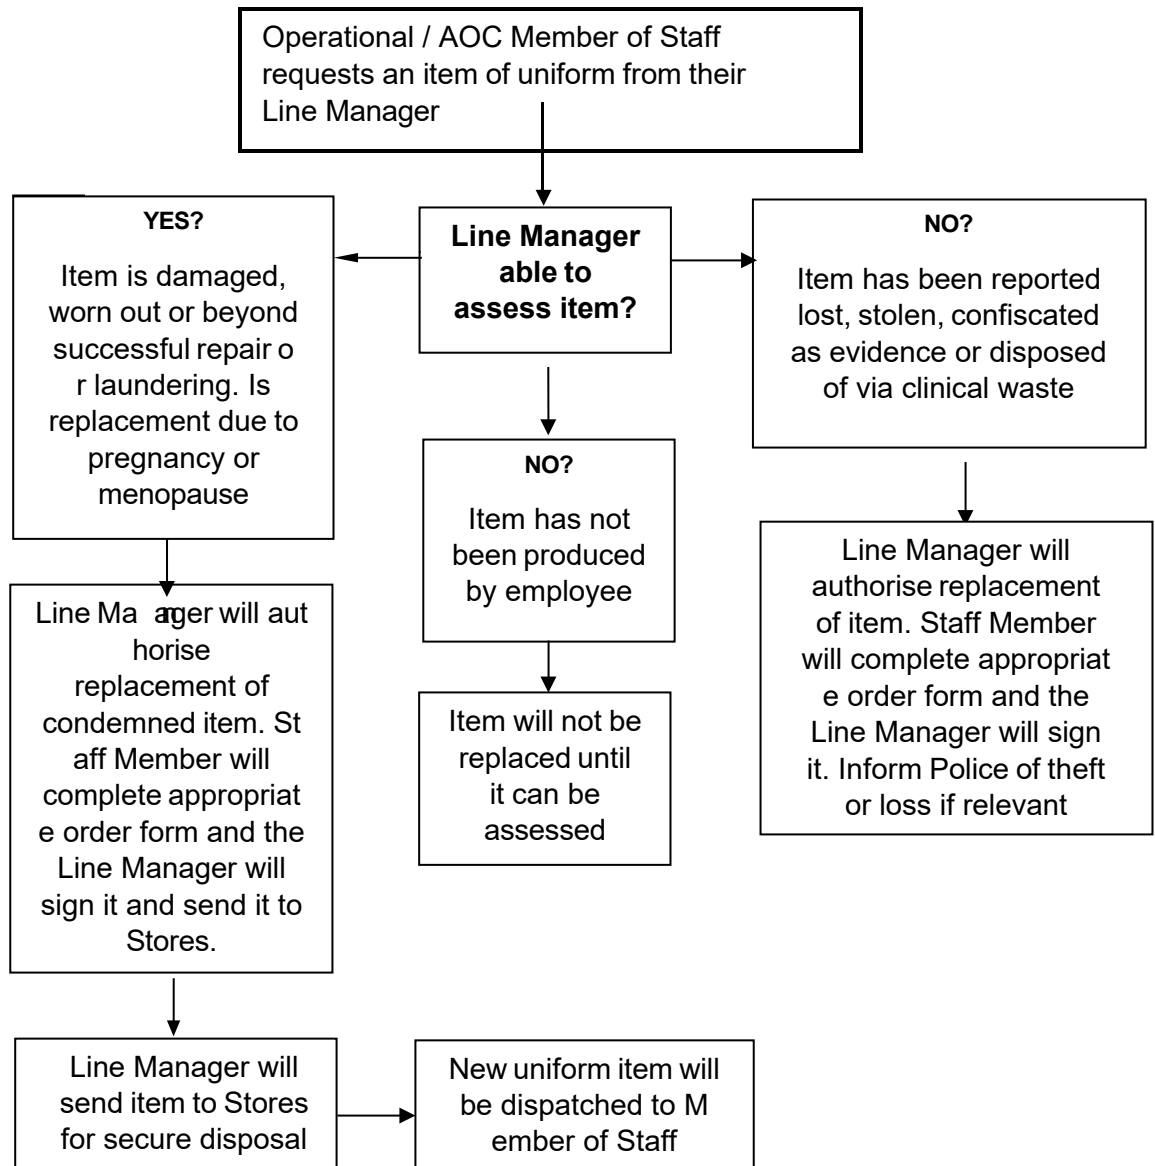 Operational / AOC Member of Staff
requests an item of uniform from their
Line Manager
YES?
Item is damaged,
worn out or beyond
successful repair o
r laundering. Is
replacement due to
pregnancy or
menopause
Line Manager
able to
assess item?
NO?
Item has been reported
lost, stolen, confiscated
as evidence or disposed
of via clinical waste
NO?
Item has not
been produced
by employee
Line Ma nager will aut
horise
replacement of
condemned item. St
aff Member will
complete appropriat
e order form and the
Line Manager will
sign it and send it to
Stores.
Item will not be
replaced until
it can be
assessed
Line Manager will
authorise replacement
of item. Staff Member
will complete appropriat
e order form and the
Line Manager will sign
it. Inform Police of theft
or loss if relevant
Line Manager will
send item to Stores
for secure disposal
New uniform item will
be dispatched to M
ember of Staff